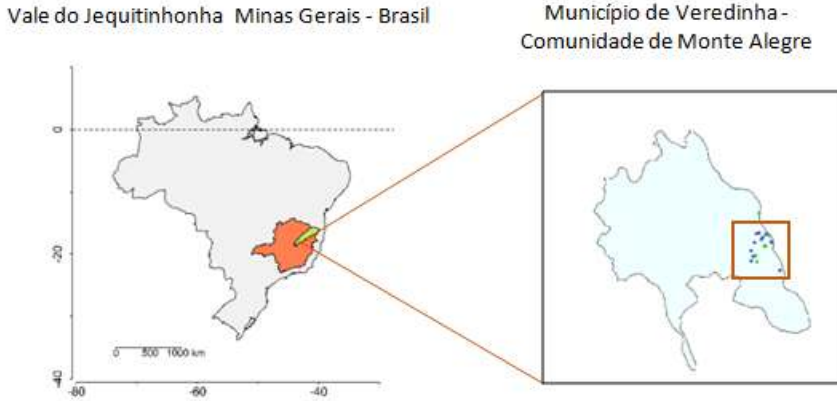 Vale do Jequitinhonha Minas Gerais - Brasil
Município de Veredinha -
Comunidade de Monte Alegre
0
20
40
0 500 1000 km
-80 -60 -40